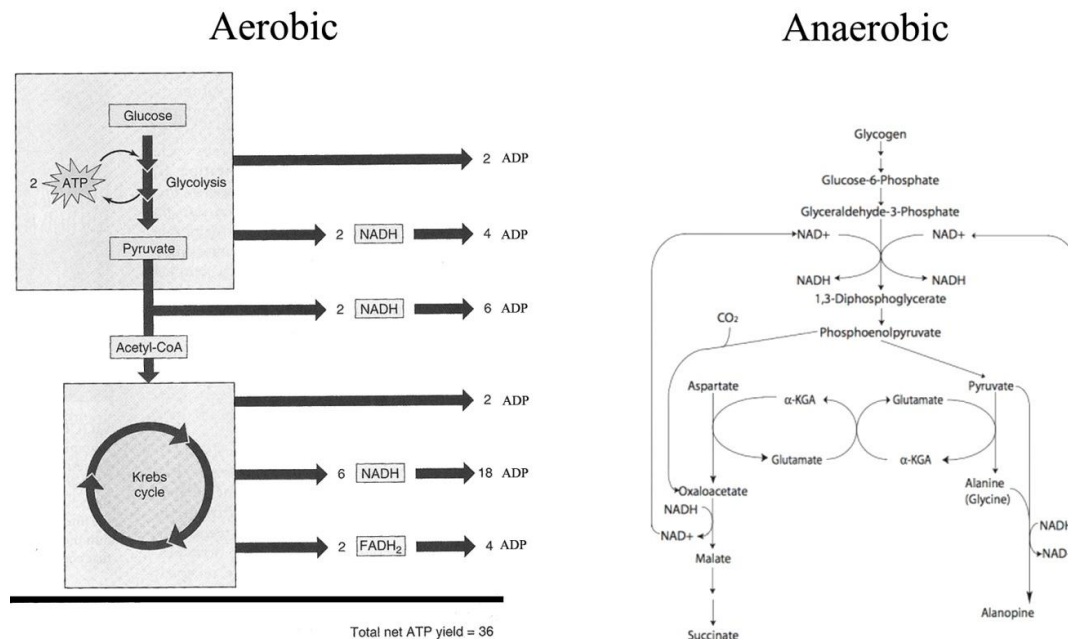 Aerobic
Glucose
2 ATP
Glycolysis
2 ADP
2 NADH 4 ADP
Pyruvate
2 NADH 6 ADP
Acetyl-CoA
2 ADP
Krebs
cycle
6 NADH 18 ADP
2 FADH₂ 4 ADP
Total net ATP yield = 36
Anaerobic
Glycogen
Glucose-6-Phosphate
Glyceraldehyde-3-Phosphate
NAD+ NAD+
NADH NADH
1,3-Diphosphoglycerate
CO₂
Phosphoenolpyruvate
Aspartate
Pyruvate
α-KGA Glutamate
Glutamate α-KGA
Oxaloacetate
Alanine
(Glycine)
NADH
NAD+
NADH
NAD
Malate
Succinate
Alanopine